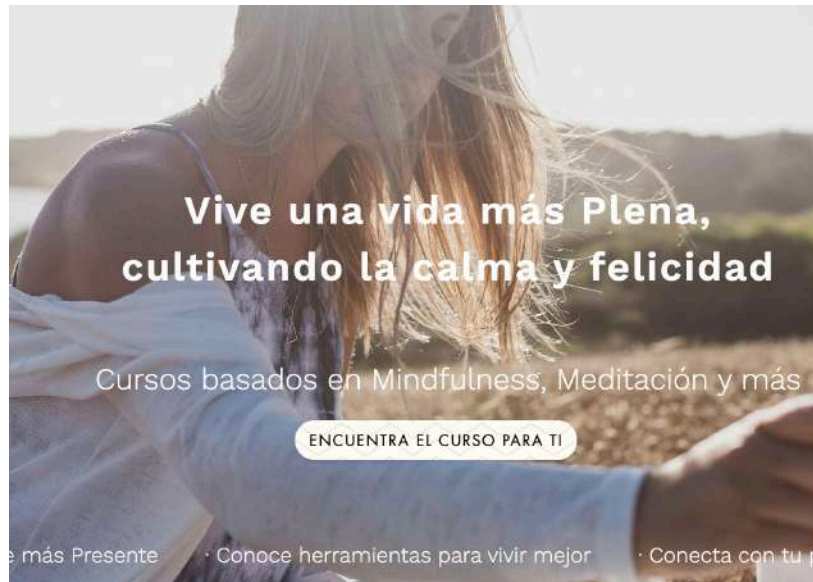 Vive una vida más Plena,
cultivando la calma y felicidad
Cursos basados en Mindfulness, Meditación y más
ENCUENTRA EL CURSO PARA TI
más Presente · Conoce herramientas para vivir mejor · Conecta con tu